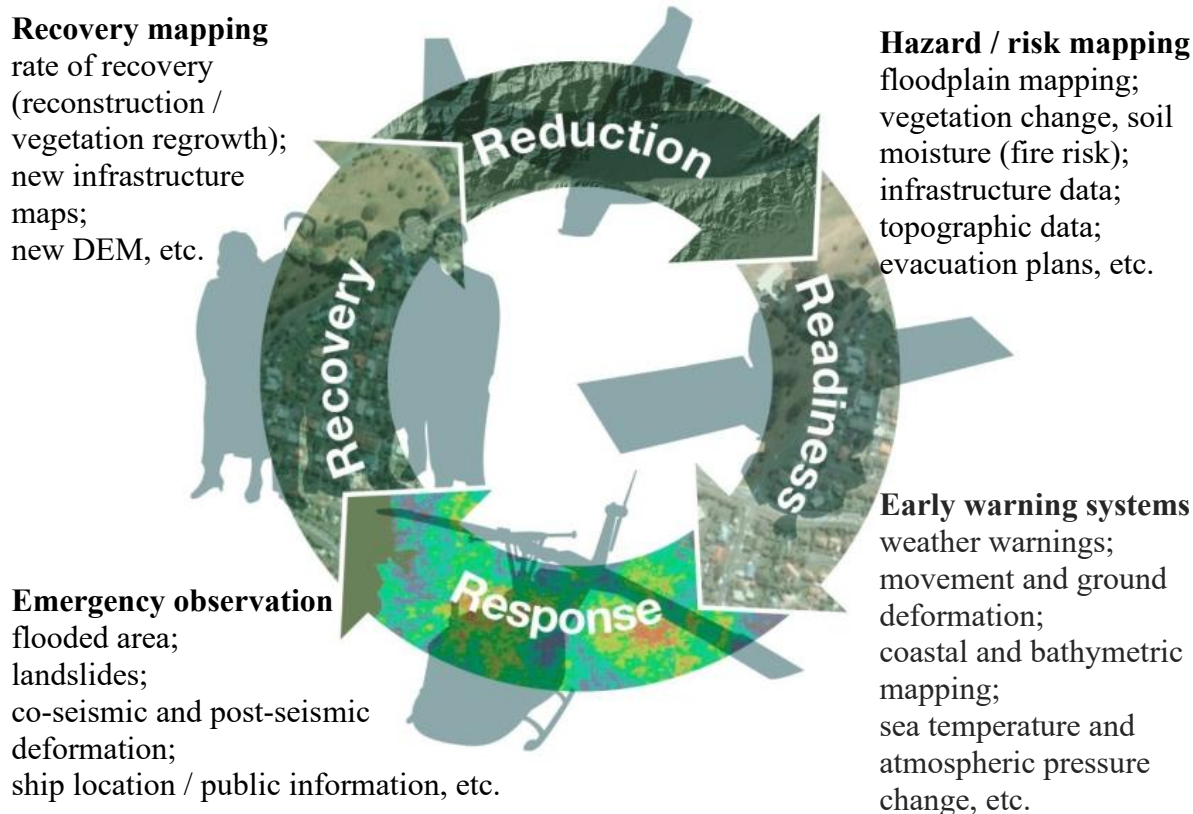 Recovery mapping
rate of recovery
(reconstruction /
vegetation regrowth);
new infrastructure
maps;
new DEM, etc.
Hazard / risk mapping
floodplain mapping;
vegetation change, soil
moisture (fire risk);
infrastructure data;
topographic data;
evacuation plans, etc.
Reduction
Readiness
Response
Recovery
Emergency observation
flooded area;
landslides;
co-seismic and post-seismic
deformation;
ship location / public information, etc.
Early warning systems
weather warnings;
movement and ground
deformation;
coastal and bathymetric
mapping;
sea temperature and
atmospheric pressure
change, etc.